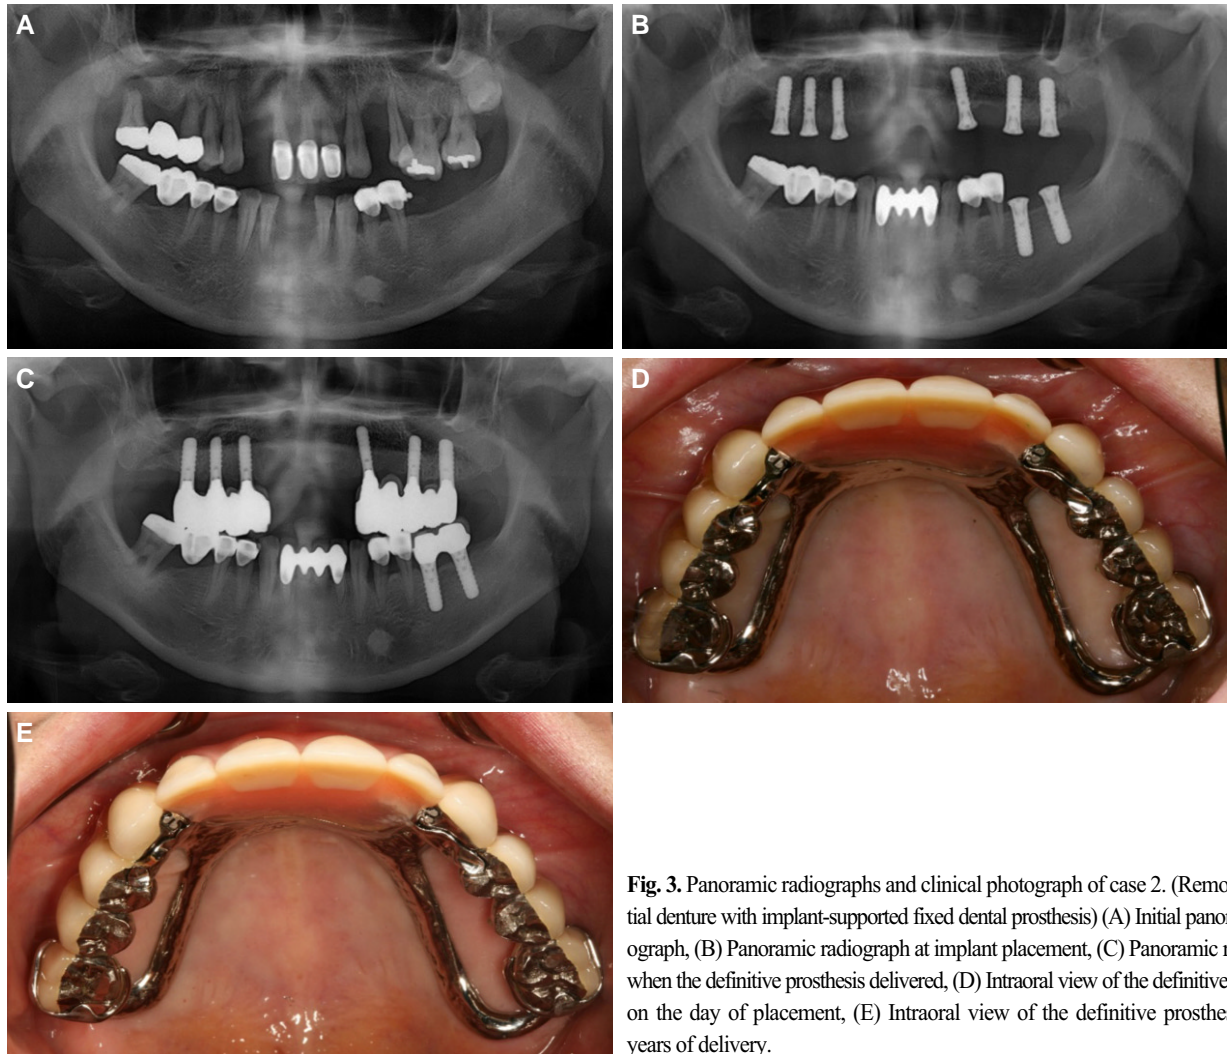 A
B
C
D
E
Fig. 3. Panoramic radiographs and clinical photograph of case 2. (Remo
tial denture with implant-supported fixed dental prosthesis) (A) Initial panor
ograph, (B) Panoramic radiograph at implant placement, (C) Panoramic r
when the definitive prosthesis delivered, (D) Intraoral view of the definitive
on the day of placement, (E) Intraoral view of the definitive prosthe
years of delivery.